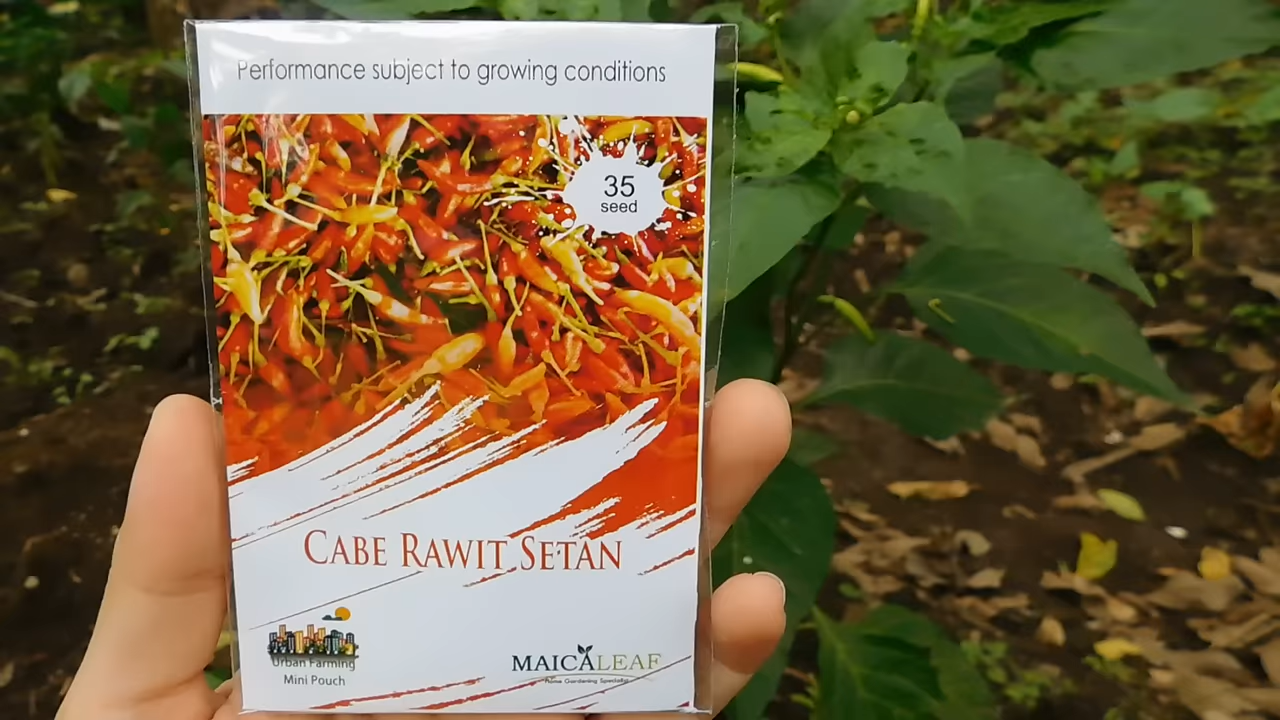 Performance subject to growing conditions
35
seed
CABE RAWIT SETAN
Urban Farming
Mini Pouch
MAICALEAF
Home Gardening Specialist